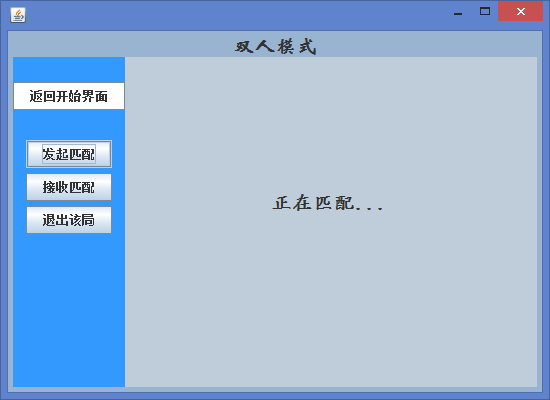 双人模式
返回开始界面
发起匹配
接收匹配
退出该局
正在匹配...